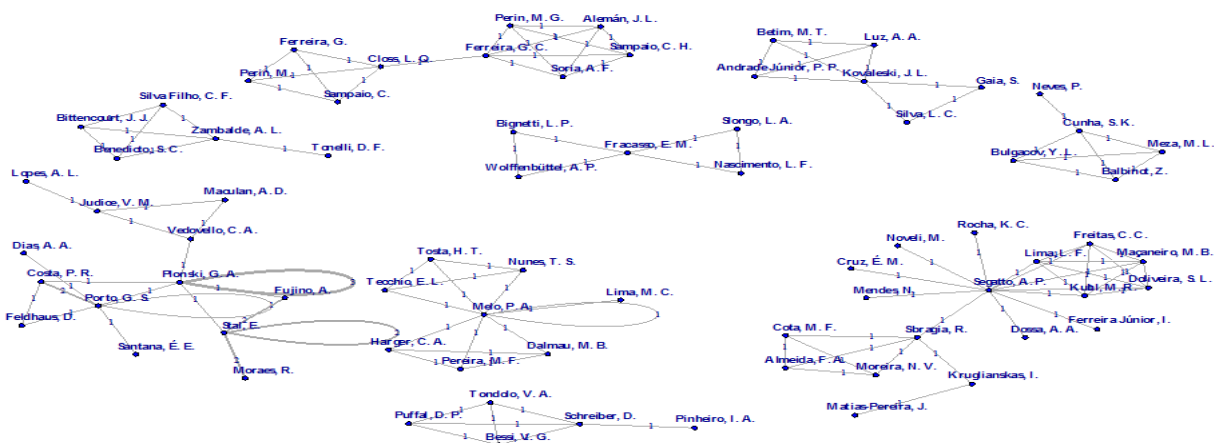 Perin, M. G.
Alemán, J. L.
Ferreira, G.
Closs, L. Q.
Ferreira, G. C.
Sampaio, C. H.
Perin, M.
Soria, A. F.
Sampaio, C.
Betim, M. T.
Luz, A. A.
Andrade Júnior, P. P.
Kovaleski, J. L.
Gaia, S.
Silva, L. C.
Neves, P.
Cunha, S. K.
Meza, M. L.
Bulgacov, Y. L.
Balbinot, Z.
Silva Filho, C. F.
Bittencourt, J. J.
Zambalde, A. L.
Benedicto, S. C.
Tonelli, D. F.
Bignetti, L. P.
Slongo, L. A.
Fracasso, E. M.
Wolffenbüttel, A. P.
Nascimento, L. F.
Lopes, A. L.
Maculan, A. D.
Judice, V. M.
Vedovello, C. A.
Dias, A. A.
Costa, P. R.
Plonski, G. A.
Fujino, A.
Porto, G. S.
Feldhaus, D.
Stal, E.
Santana, É. E.
Moraes, R.
Tosta, H. T.
Nunes, T. S.
Tecchio, E. L.
Lima, M. C.
Melo, P. A.
Harger, C. A.
Dalmau, M. B.
Pereira, M. F.
Rocha, K. C.
Noveli, M.
Freitas, C. C.
Lima, L. F.
Maçaneiro, M. B.
Cruz, É. M.
Doliveira, S. L.
Segatto, A. P.
Kuhl, M. R.
Mendes, N.
Ferreira Júnior, I.
Dossa, A. A.
Cota, M. F.
Sbragia, R.
Almeida, F. A.
Moreira, N. V.
Kruglianskas, I.
Matias-Pereira, J.
Tondolo, V. A.
Puffal, D. P.
Schreiber, D.
Pinheiro, I. A.
Bessi, V. G.